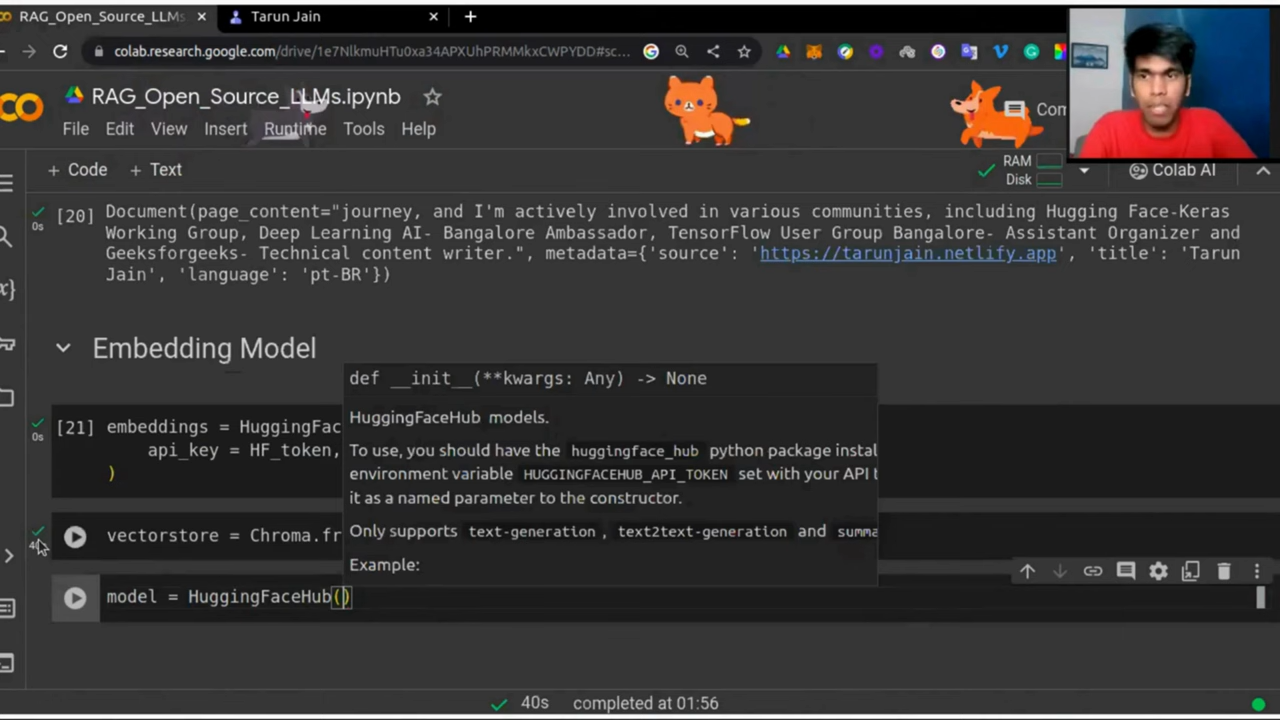 RAG_Open_Source_LLMs
Tarun Jain
colab.research.google.com/drive/1e7NlkmuHTu0xa34APXUhPRMMkxCWPYDD#sc...
RAG_Open_Source_LLMs.ipynb
File Edit View Insert Runtime Tools Help
Com
+ Code + Text
RAM
Disk
Colab AI
[20] Document(page_content="journey, and I'm actively involved in various communities, including Hugging Face-Keras
0s
Working Group, Deep Learning AI- Bangalore Ambassador, TensorFlow User Group Bangalore- Assistant Organizer and
Geeksforgeeks- Technical content writer.", metadata={'source': 'https://tarunjain.netlify.app', 'title': 'Tarun
Jain', 'language': 'pt-BR'})
Embedding Model
def __init__(**kwargs: Any) -> None
HuggingFaceHub models.
To use, you should have the huggingface_hub python package instal
environment variable HUGGINGFACEHUB_API_TOKEN set with your API t
it as a named parameter to the constructor.
Only supports text-generation, text2text-generation and summa
Example:
[21] embeddings = HuggingFac
0s
api_key = HF_token,
)
vectorstore = Chroma.fr
model = HuggingFaceHub()
40s completed at 01:56